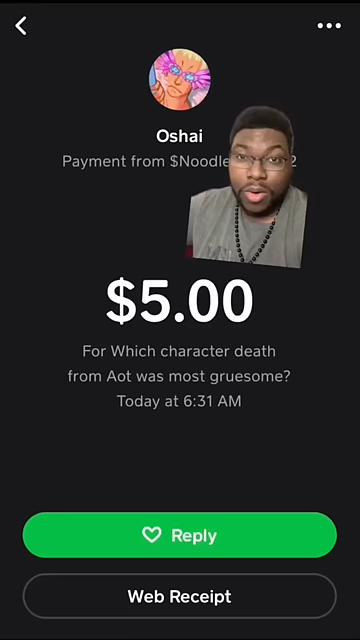 Oshai
Payment from $Noodle 2
$5.00
For Which character death
from Aot was most gruesome?
Today at 6:31 AM
Reply
Web Receipt